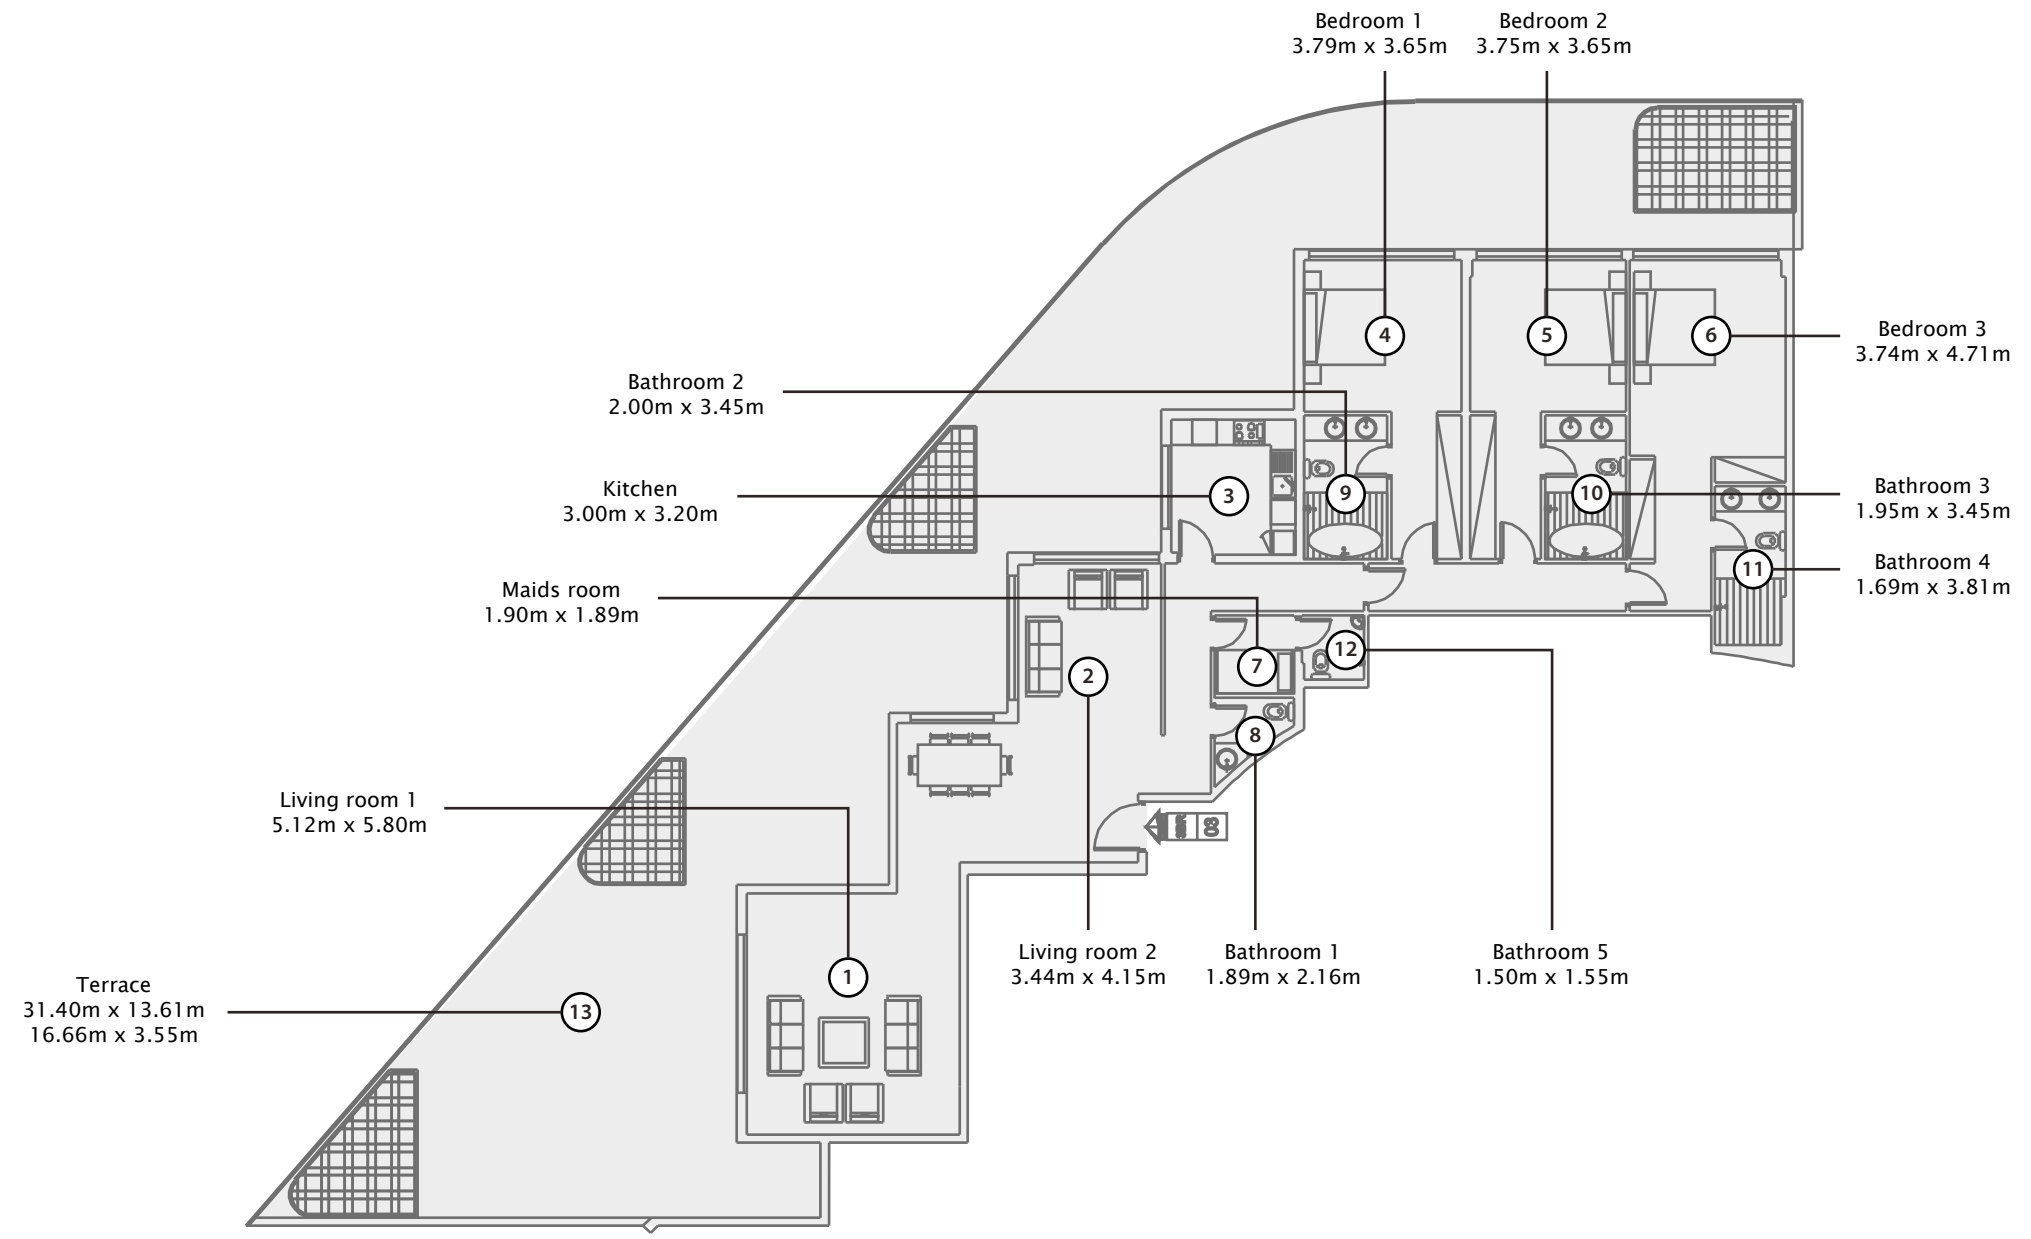 Bedroom 1
3.79m x 3.65m
Bedroom 2
3.75m x 3.65m
4
5
6
Bedroom 3
3.74m x 4.71m
Bathroom 2
2.00m x 3.45m
Kitchen
3.00m x 3.20m
3
9
10
Bathroom 3
1.95m x 3.45m
Bathroom 4
1.69m x 3.81m
11
Maids room
1.90m x 1.89m
2
7
12
8
Living room 1
5.12m x 5.80m
3BR
03
Living room 2
3.44m x 4.15m
Bathroom 1
1.89m x 2.16m
Bathroom 5
1.50m x 1.55m
1
Terrace
31.40m x 13.61m
16.66m x 3.55m
13